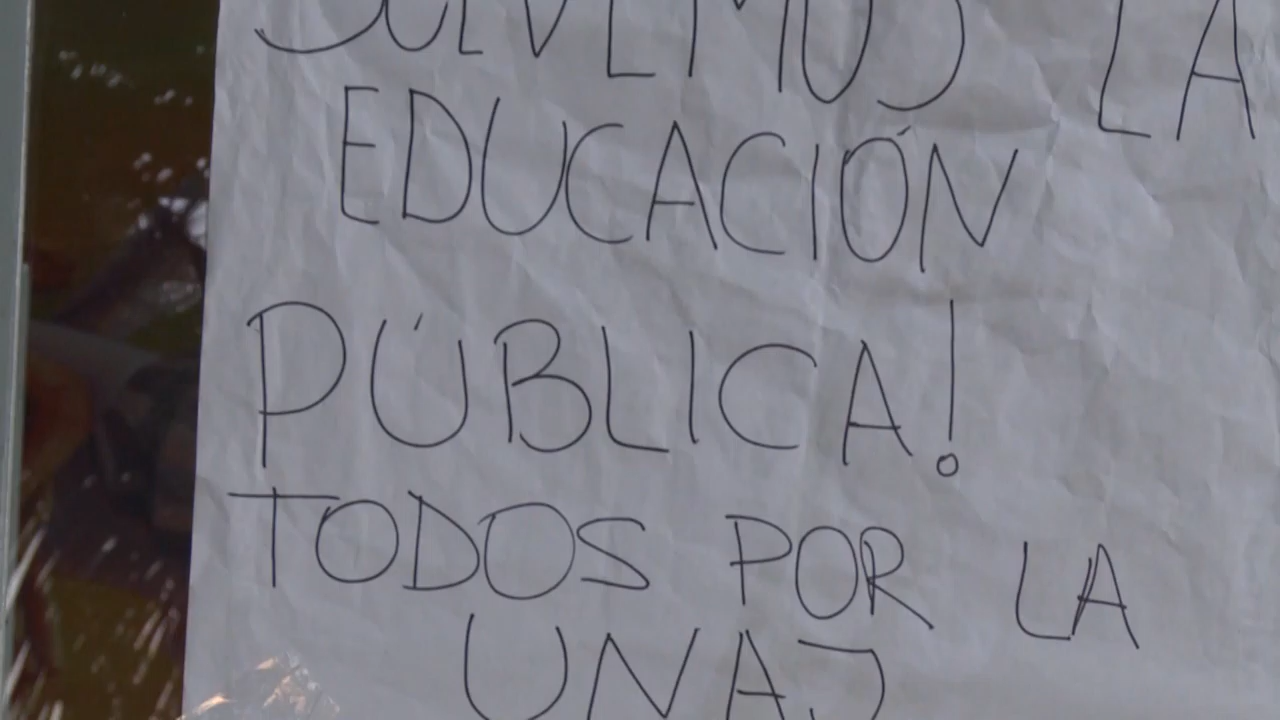 LA
EDUCACIÓN
PÚBLICA!
TODOS POR LA
UNAJ